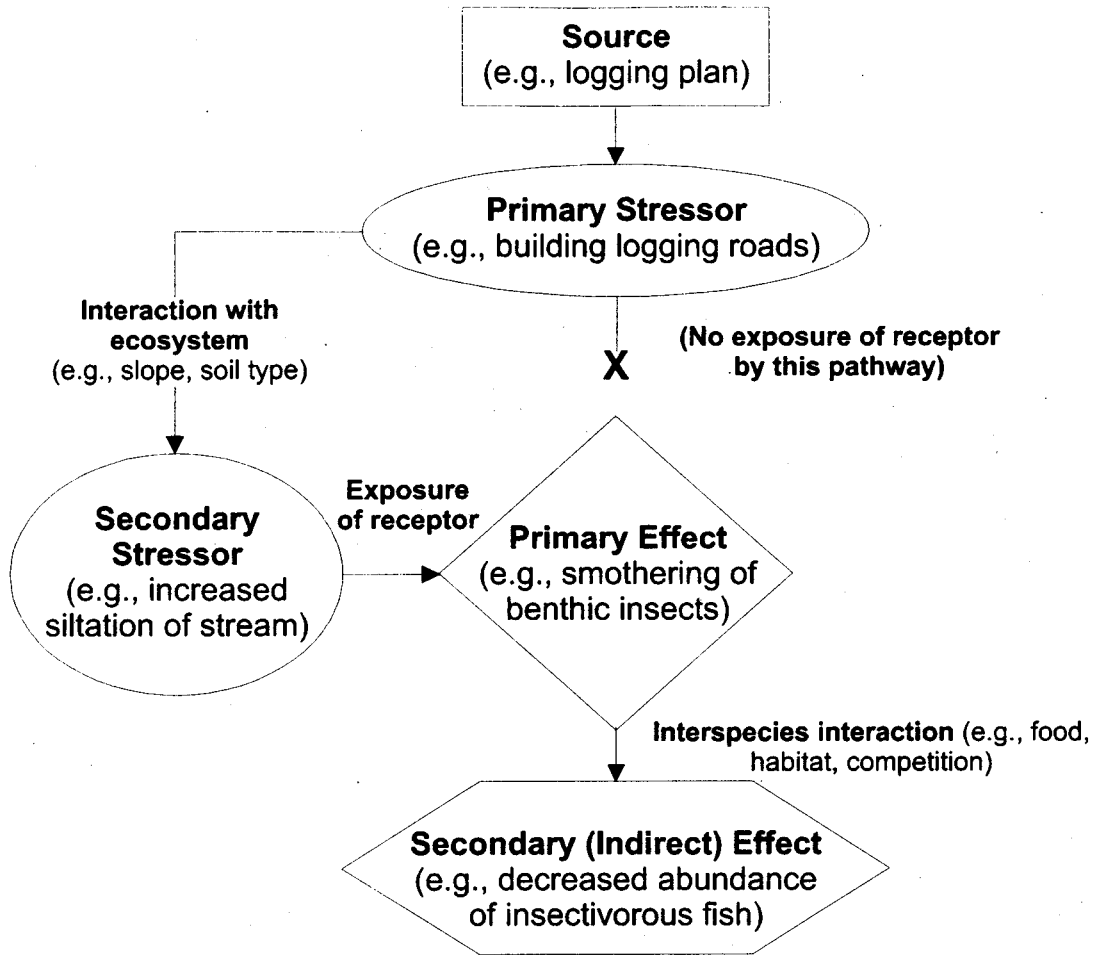 Source
(e.g., logging plan)
Primary Stressor
(e.g., building logging roads)
Interaction with
ecosystem
(e.g., slope, soil type)
(No exposure of receptor
by this pathway)
X
Secondary
Stressor
(e.g., increased
siltation of stream)
Exposure
of receptor
Primary Effect
(e.g., smothering of
benthic insects)
Interspecies interaction (e.g., food,
habitat, competition)
Secondary (Indirect) Effect
(e.g., decreased abundance
of insectivorous fish)